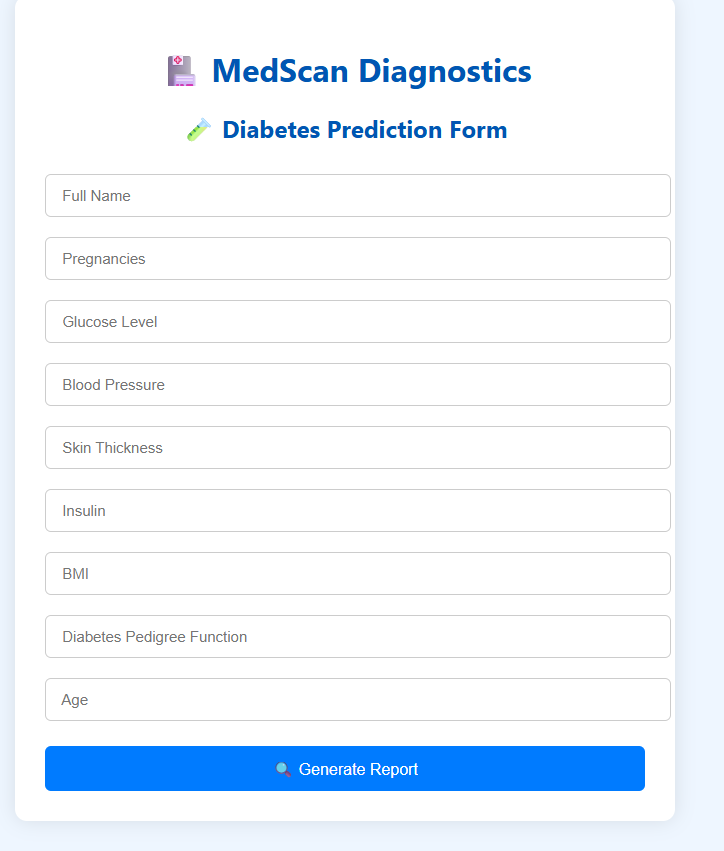 MedScan Diagnostics
Diabetes Prediction Form
Full Name
Pregnancies
Glucose Level
Blood Pressure
Skin Thickness
Insulin
BMI
Diabetes Pedigree Function
Age
Generate Report